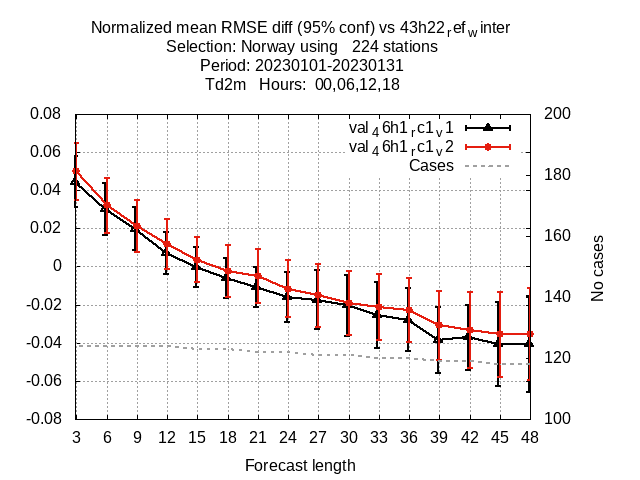 Normalized mean RMSE diff (95% conf) vs 43h22ᵣef_winter
Selection: Norway using 224 stations
Period: 20230101-20230131
Td2m Hours: 00,06,12,18
0.08
0.06
0.04
0.02
0
-0.02
-0.04
-0.06
-0.08
200
180
160
140
120
100
No cases
val₄6h1ᵣc1ᵥ1
val₄6h1ᵣc1ᵥ2
Cases
3 6 9 12 15 18 21 24 27 30 33 36 39 42 45 48
Forecast length